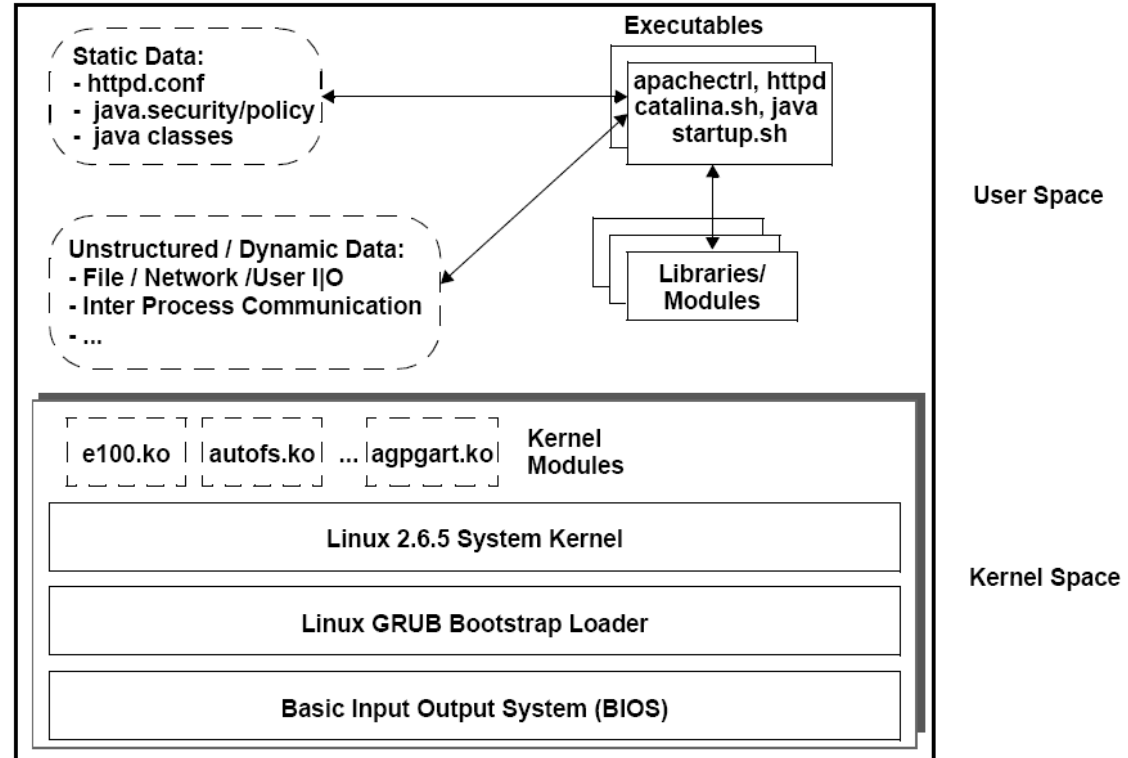 Executables
Static Data:
- httpd.conf
- java.security/policy
- java classes
apachectrl, httpd
catalina.sh, java
startup.sh
User Space
Unstructured / Dynamic Data:
- File / Network /User I|O
- Inter Process Communication
- ...
Libraries/
Modules
e100.ko autofs.ko ... agpgart.ko
Kernel
Modules
Linux 2.6.5 System Kernel
Kernel Space
Linux GRUB Bootstrap Loader
Basic Input Output System (BIOS)